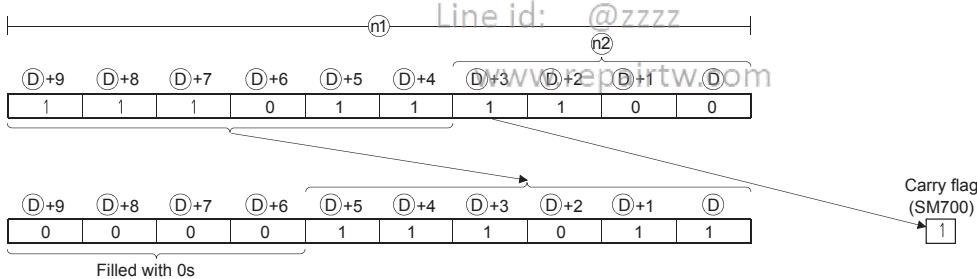 Line id: @zzzz
n1
n2
www.repairtw.com
D+9 D+8 D+7 D+6 D+5 D+4 D+3 D+2 D+1 D
1 1 1 0 1 1 1 1 0 0
Carry flag
(SM700)
D+9 D+8 D+7 D+6 D+5 D+4 D+3 D+2 D+1 D
0 0 0 0 1 1 1 0 1 1
1
Filled with 0s